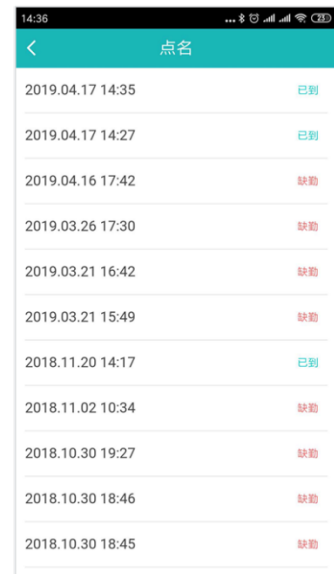 14:36 23
点名
2019.04.17 14:35 已到
2019.04.17 14:27 已到
2019.04.16 17:42 缺勤
2019.03.26 17:30 缺勤
2019.03.21 16:42 缺勤
2019.03.21 15:49 缺勤
2018.11.20 14:17 已到
2018.11.02 10:34 缺勤
2018.10.30 19:27 缺勤
2018.10.30 18:46 缺勤
2018.10.30 18:45 缺勤